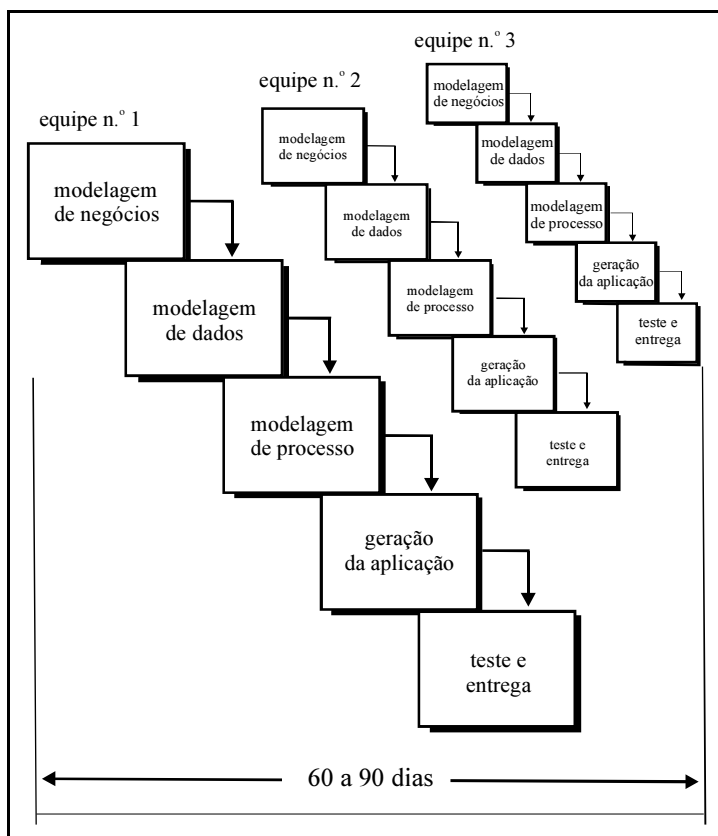 equipe n.º 1
modelagem
de negócios
modelagem
de dados
modelagem
de processo
geração
da aplicação
teste e
entrega
equipe n.º 2
modelagem
de negócios
modelagem
de dados
modelagem
de processo
geração
da aplicação
teste e
entrega
equipe n.º 3
modelagem
de negócios
modelagem
de dados
modelagem
de processo
geração
da aplicação
teste e
entrega
60 a 90 dias